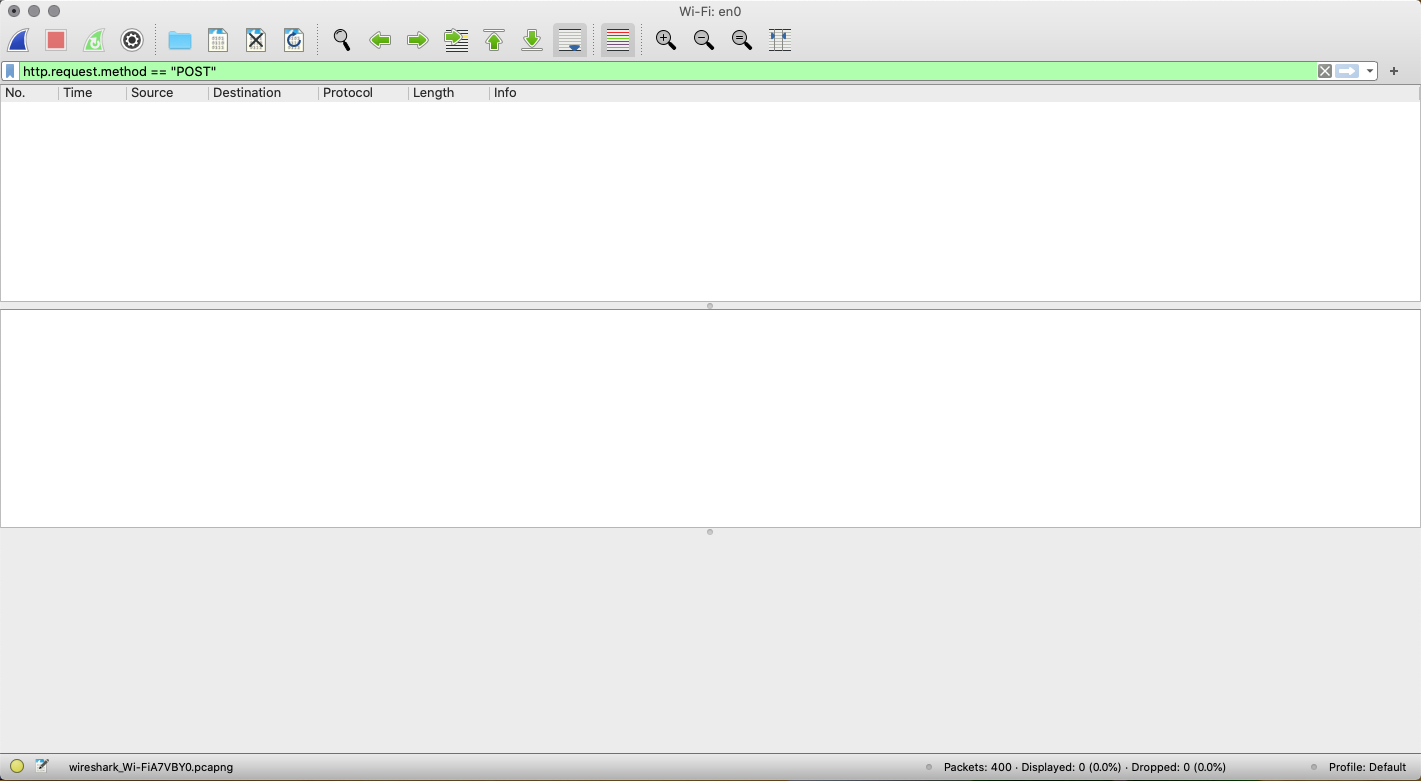 Wi-Fi: en0
http.request.method == "POST"
No. Time Source Destination Protocol Length Info
wireshark_Wi-FiA7VBY0.pcapng Packets: 400 · Displayed: 0 (0.0%) · Dropped: 0 (0.0%) Profile: Default